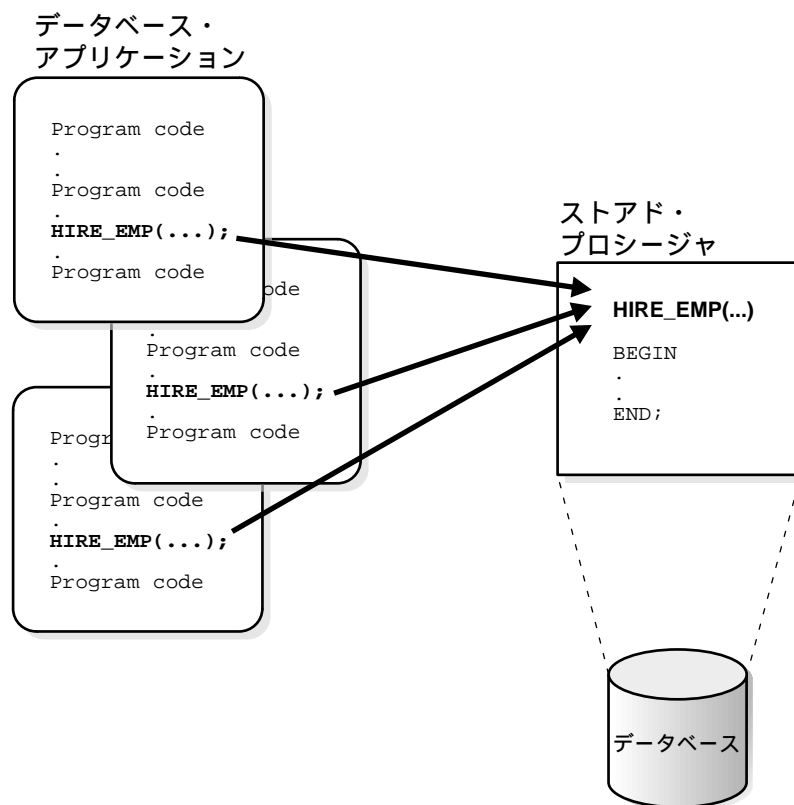 データベース・
アプリケーション
Program code
.
.
Program code
.
HIRE_EMP(...);
.
Program code
ode
.
Program code
.
HIRE_EMP(...);
.
Program code
Progr
.
.
Program code
.
HIRE_EMP(...);
.
Program code
ストアド・
プロシージャ
HIRE_EMP(...)
BEGIN
.
.
END;
データベース